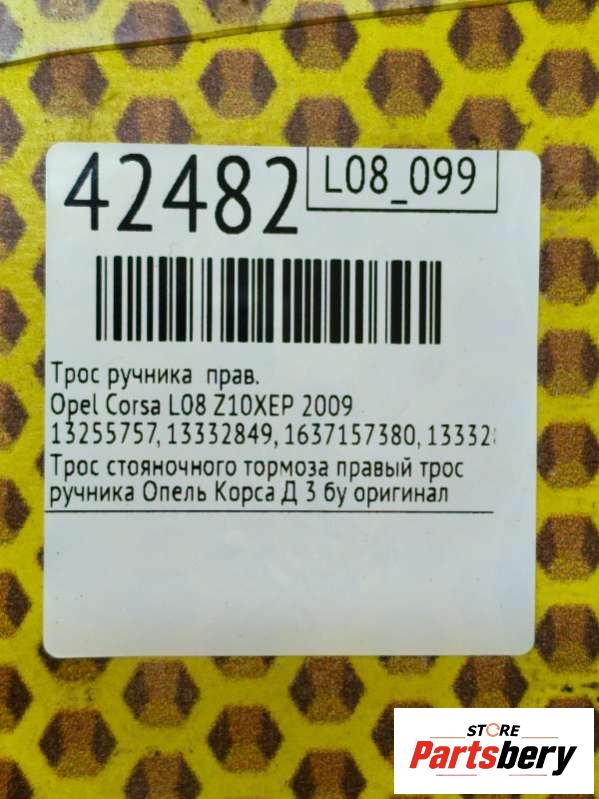 42482
L08_099
Трос ручника прав.
Opel Corsa L08 Z10XEP 2009
13255757, 13332849, 1637157380, 13332
Трос стояночного тормоза правый трос
ручника Опель Корса Д 3 бу оригинал
STORE
Partsbery